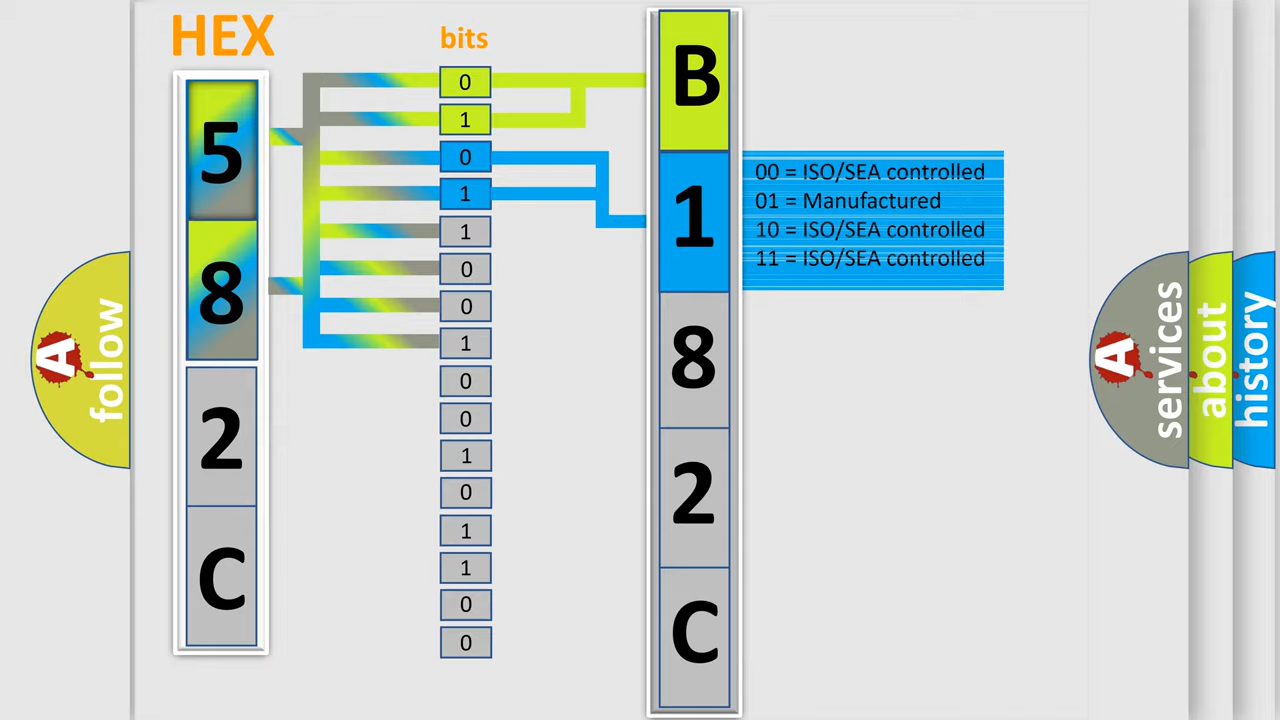 HEX
bits
5
8
2
C
0
1
0
1
1
0
0
1
0
0
1
0
1
1
0
0
B
1
8
2
C
00 = ISO/SEA controlled
01 = Manufactured
10 = ISO/SEA controlled
11 = ISO/SEA controlled
A
follow
A
services
about
history